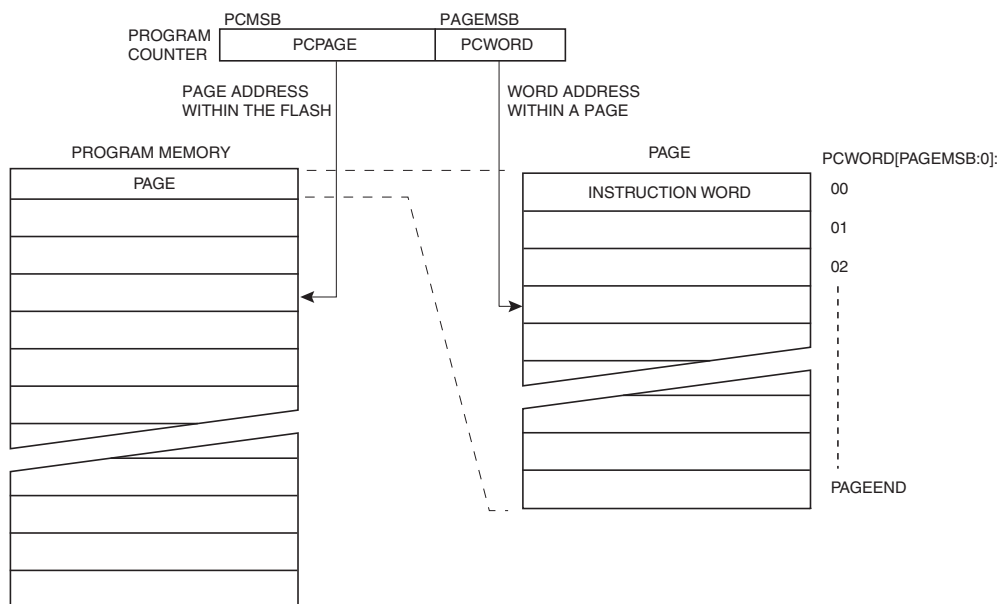 PCMSB PAGEMSB
PROGRAM
COUNTER
PCPAGE PCWORD
PAGE ADDRESS
WITHIN THE FLASH
WORD ADDRESS
WITHIN A PAGE
PROGRAM MEMORY
PAGE
PAGE
INSTRUCTION WORD
PCWORD[PAGEMSB:0]:
00
01
02
PAGEEND